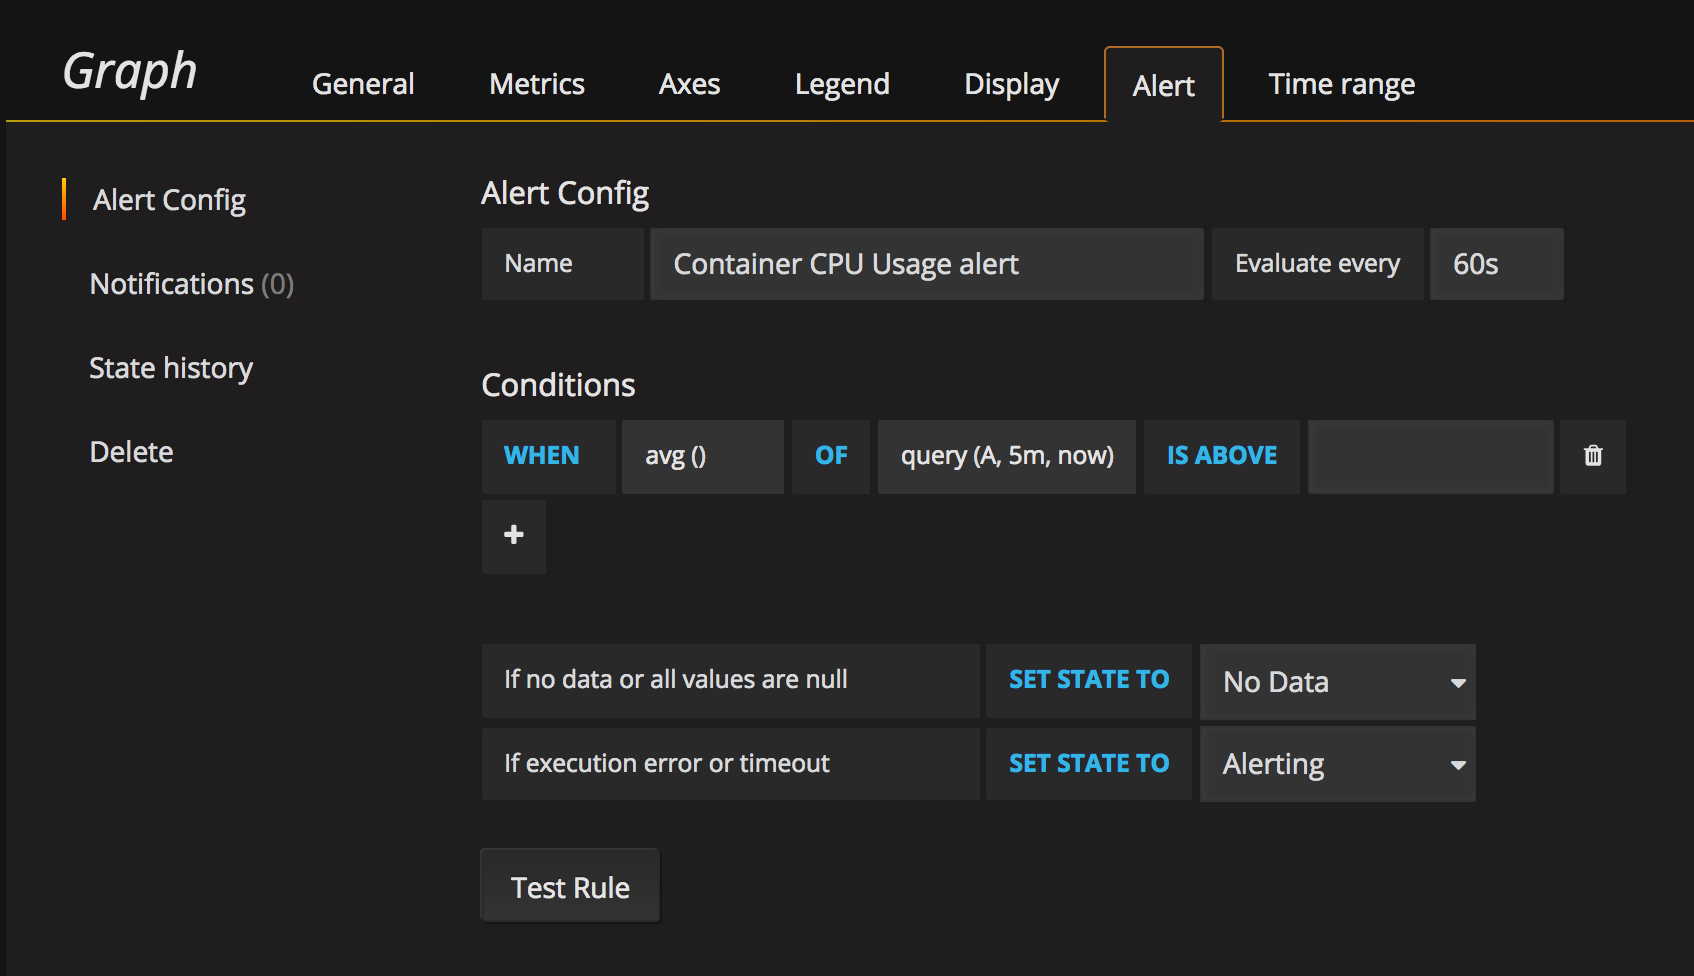 Graph General Metrics Axes Legend Display Alert Time range
Alert Config
Notifications (0)
State history
Delete
Alert Config
Name Container CPU Usage alert Evaluate every 60s
Conditions
WHEN avg () OF query (A, 5m, now) IS ABOVE
+
If no data or all values are null SET STATE TO No Data
If execution error or timeout SET STATE TO Alerting
Test Rule